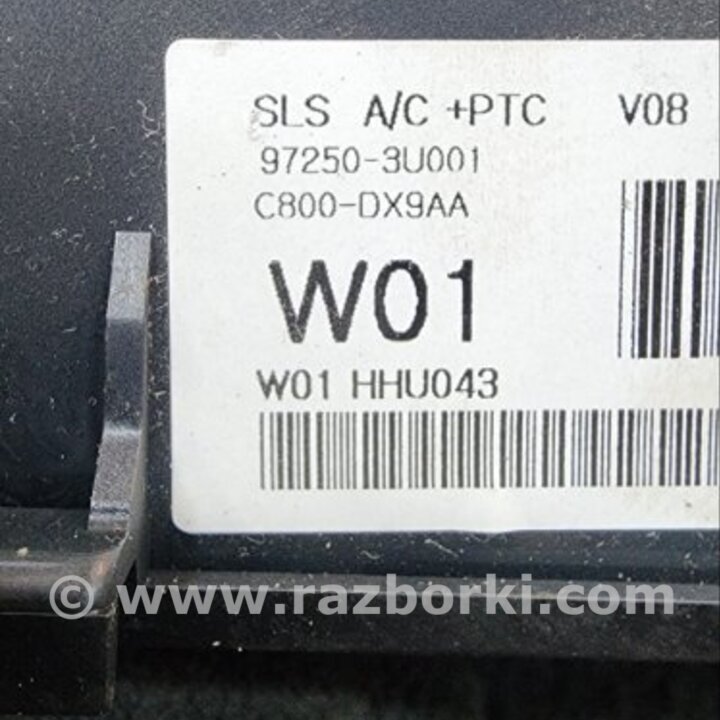 SLS A/C +PTC V08
97250-3U001
C800-DX9AA
W01
W01 HHU043
© www.razborki.com